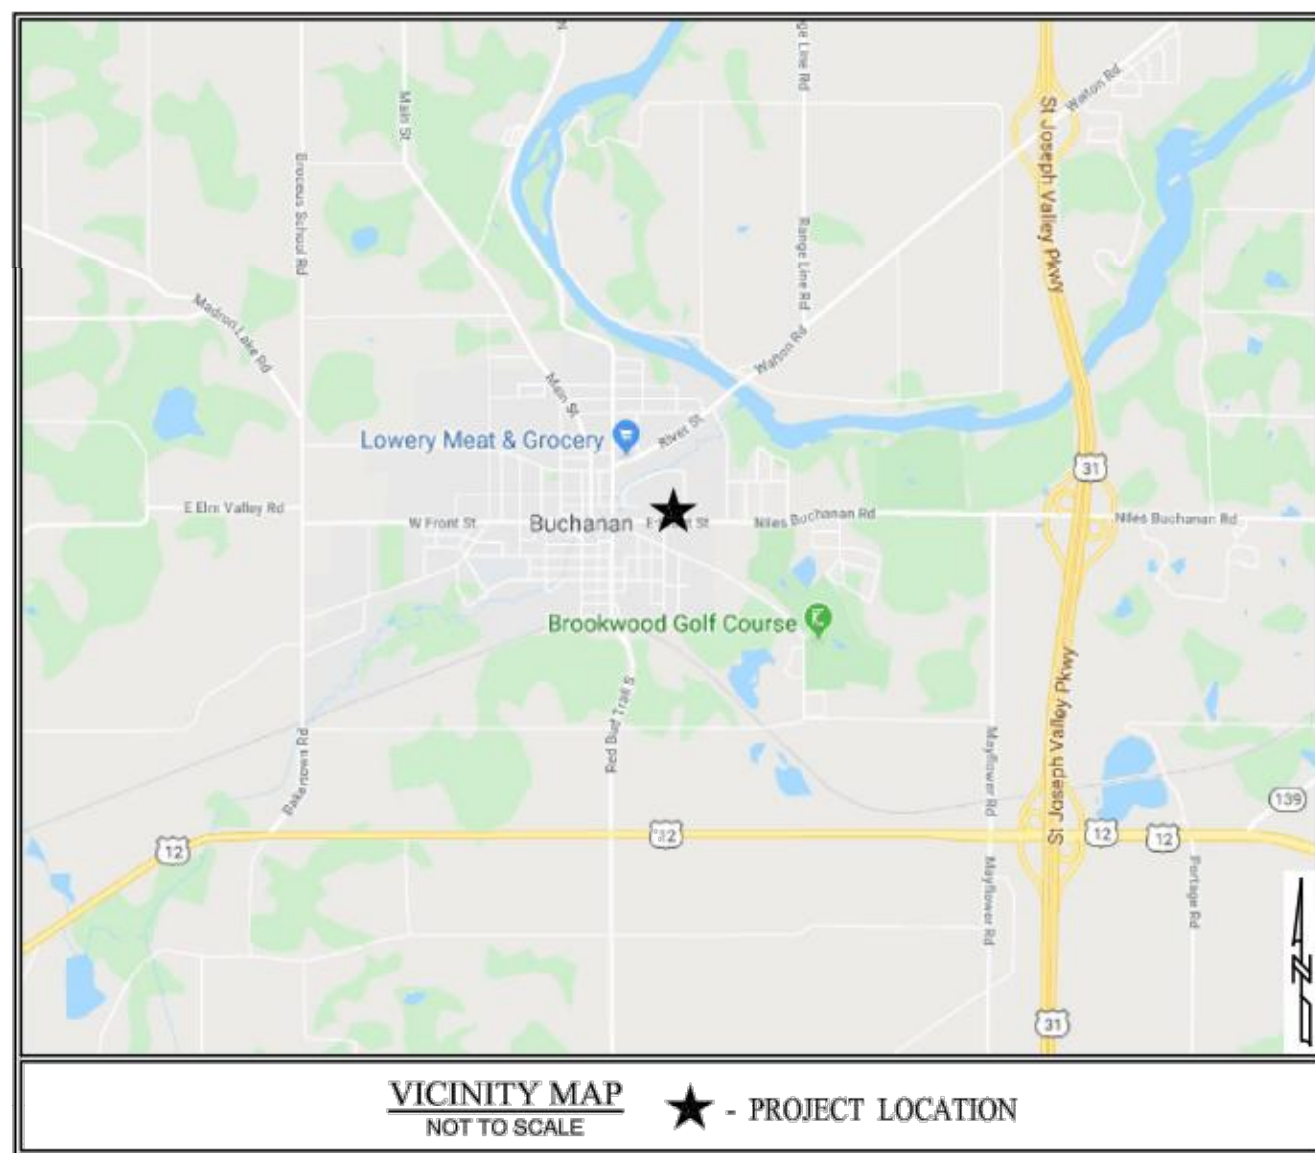 ge Line Rd
N
Main St
Walton Rd
St Joseph Valley Pkwy
Broceus School Rd
Range Line Rd
Madron Lake Rd
Walton Rd
Main St
Lowery Meat & Grocery
River St
31
E Elm Valley Rd
W Front St
Buchanan
St
Niles Buchanan Rd
Niles Buchanan Rd
Brookwood Golf Course
Red Bud Trail S
St Joseph Valley Pkwy
Bakertown Rd
Mayflower Rd
139
12
12
12
Mayflower Rd
Portage Rd
N
31
VICINITY MAP
NOT TO SCALE
- PROJECT LOCATION